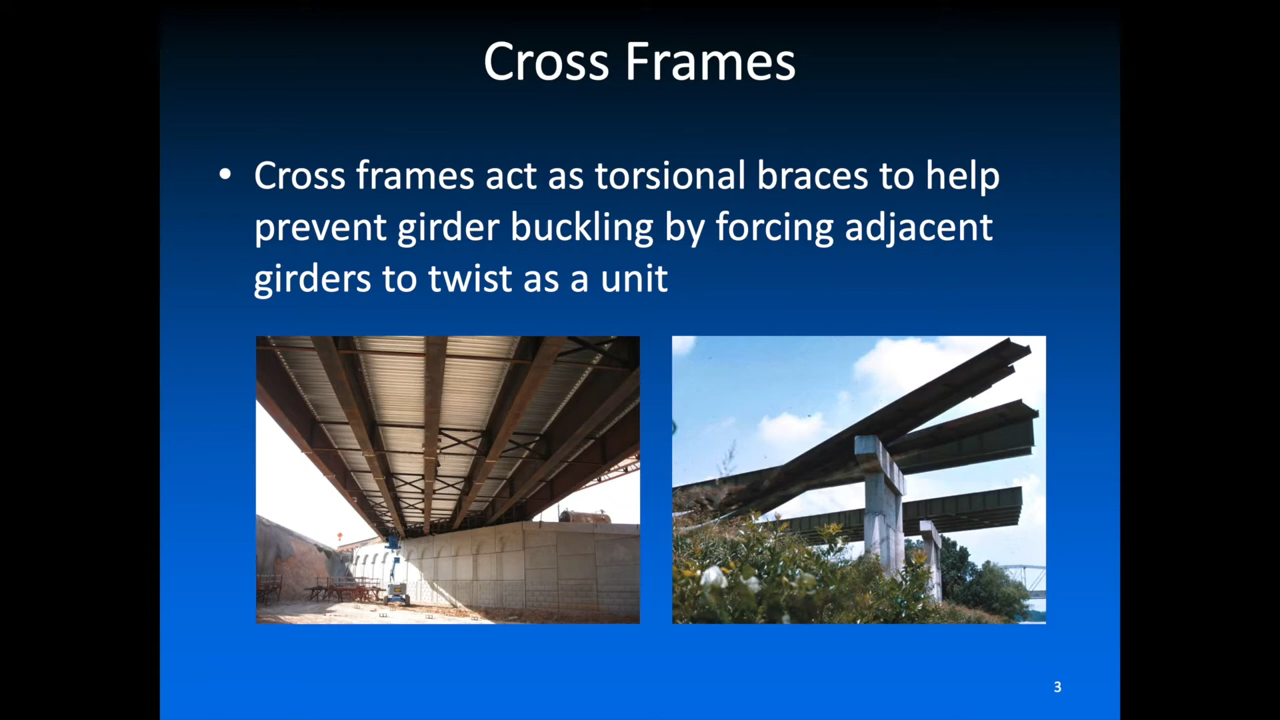 Cross Frames
• Cross frames act as torsional braces to help
prevent girder buckling by forcing adjacent
girders to twist as a unit
3